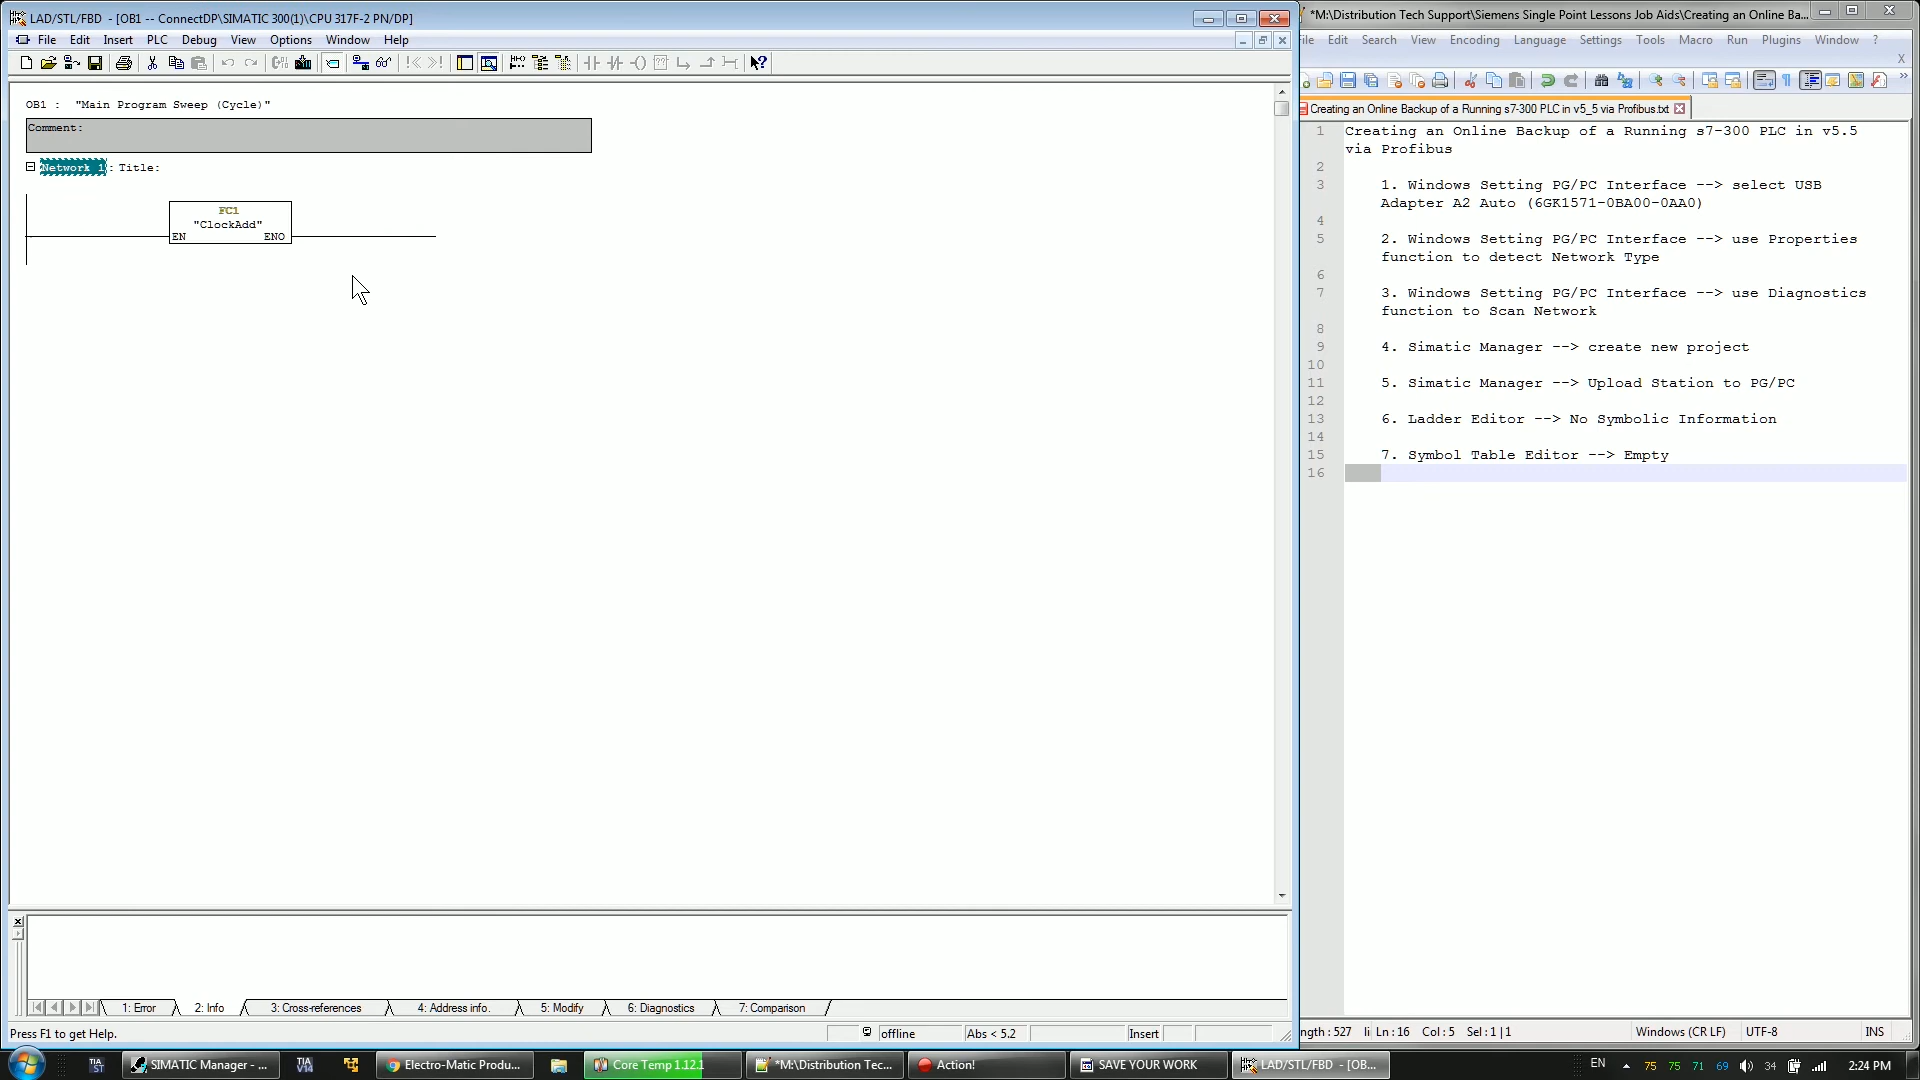 LAD/STL/FBD - [OB1 -- ConnectDP\SIMATIC 300(1)\CPU 317F-2 PN/DP]
File Edit Insert PLC Debug View Options Window Help
OB1 : "Main Program Sweep (Cycle)"
Comment:
Network 1: Title:
FC1
"ClockAdd"
EN ENO
1: Error 2: Info 3: Cross-references 4: Address info. 5: Modify 6: Diagnostics 7: Comparison
Press F1 to get Help. offline Abs < 5.2 Insert
*M:\Distribution Tech Support\Siemens Single Point Lessons Job Aids\Creating an Online Ba...
ile Edit Search View Encoding Language Settings Tools Macro Run Plugins Window ?
X
Creating an Online Backup of a Running s7-300 PLC in v5_5 via Profibus.txt
1 Creating an Online Backup of a Running s7-300 PLC in v5.5
via Profibus
2
3 1. Windows Setting PG/PC Interface --> select USB
Adapter A2 Auto (6GK1571-0BA00-0AA0)
4
5 2. Windows Setting PG/PC Interface --> use Properties
function to detect Network Type
6
7 3. Windows Setting PG/PC Interface --> use Diagnostics
function to Scan Network
8
9 4. Simatic Manager --> create new project
10
11 5. Simatic Manager --> Upload Station to PG/PC
12
13 6. Ladder Editor --> No Symbolic Information
14
15 7. Symbol Table Editor --> Empty
16
ngth : 527 li Ln : 16 Col : 5 Sel : 1 | 1 Windows (CR LF) UTF-8 INS
TIA ST SIMATIC Manager - ... TIA V14 Electro-Matic Produ... Core Temp 1.12.1 *M:\Distribution Tec... Action! SAVE YOUR WORK LAD/STL/FBD - [OB... EN 75 75 71 69 34 2:24 PM